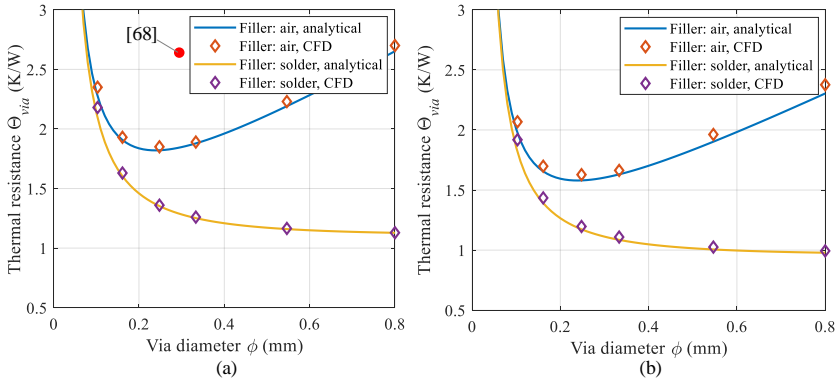 3
2.5
2
1.5
1
0.5
0
0.2
0.4
0.6
0.8
Thermal resistance Θvia (K/W)
Via diameter ϕ (mm)
[68]
Filler: air, analytical
Filler: air, CFD
Filler: solder, analytical
Filler: solder, CFD
(a)
3
2.5
2
1.5
1
0.5
0
0.2
0.4
0.6
0.8
Thermal resistance Θvia (K/W)
Via diameter ϕ (mm)
Filler: air, analytical
Filler: air, CFD
Filler: solder, analytical
Filler: solder, CFD
(b)